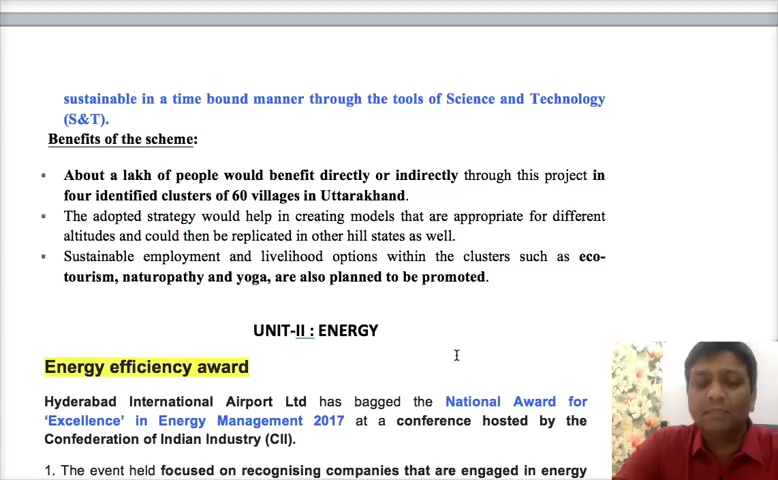 sustainable in a time bound manner through the tools of Science and Technology
(S&T).
Benefits of the scheme:
▪ About a lakh of people would benefit directly or indirectly through this project in
four identified clusters of 60 villages in Uttarakhand.
▪ The adopted strategy would help in creating models that are appropriate for different
altitudes and could then be replicated in other hill states as well.
▪ Sustainable employment and livelihood options within the clusters such as eco-
tourism, naturopathy and yoga, are also planned to be promoted.
UNIT-II : ENERGY
Energy efficiency award
Hyderabad International Airport Ltd has bagged the National Award for
‘Excellence’ in Energy Management 2017 at a conference hosted by the
Confederation of Indian Industry (CII).
1. The event held focused on recognising companies that are engaged in energy